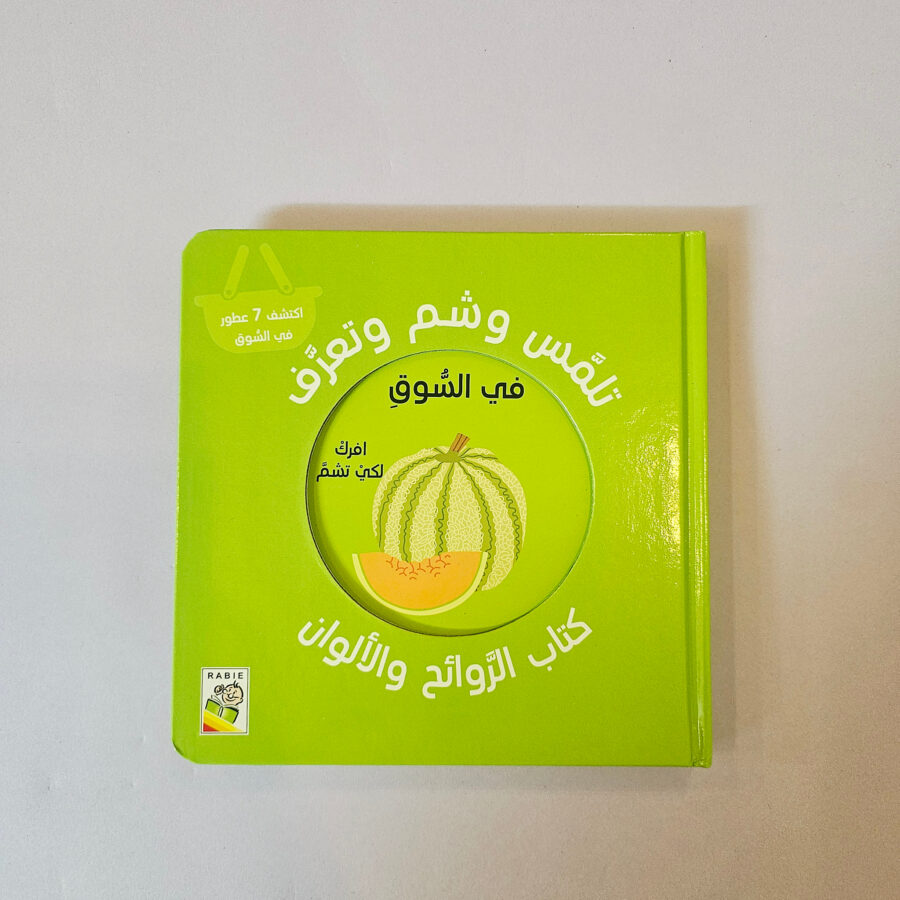 اكتشف 7 عطور
في السُّوق
تلمَّس وشم وتعرَّف
في السُّوقِ
افركْ
لكيْ تشمَّ
كتاب الرَّوائح والألوان
RABIE